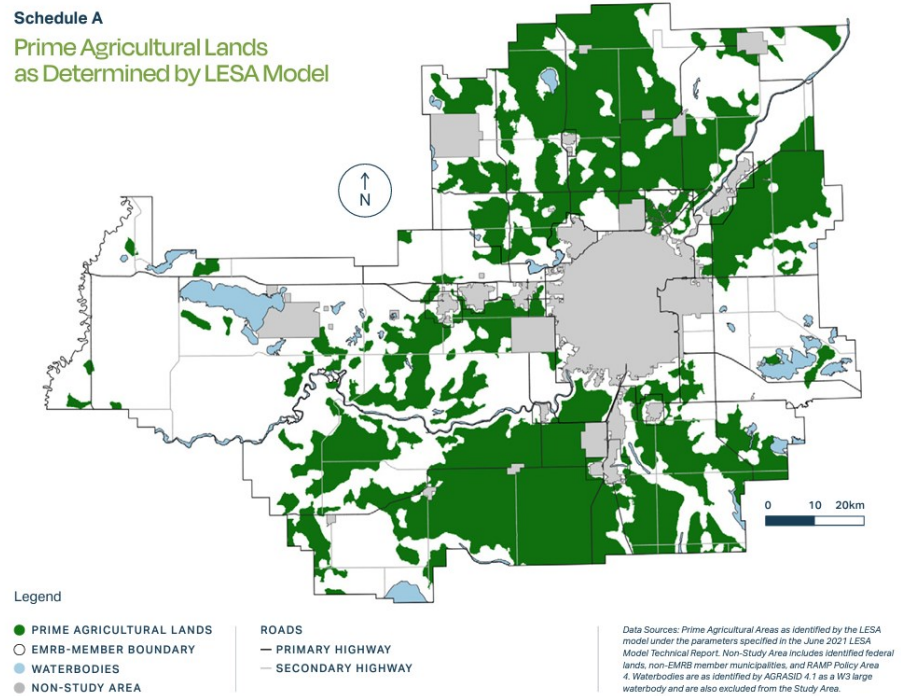 Schedule A
Prime Agricultural Lands
as Determined by LESA Model
N
0 10 20km
Legend
PRIME AGRICULTURAL LANDS
EMRB-MEMBER BOUNDARY
WATERBODIES
NON-STUDY AREA
ROADS
PRIMARY HIGHWAY
SECONDARY HIGHWAY
Data Sources: Prime Agricultural Areas as identified by the LESA
model under the parameters specified in the June 2021 LESA
Model Technical Report. Non-Study Area includes identified federal
lands, non-EMRB member municipalities, and RAMP Policy Area
4. Waterbodies are as identified by AGRASID 4.1 as a W3 large
waterbody and are also excluded from the Study Area.